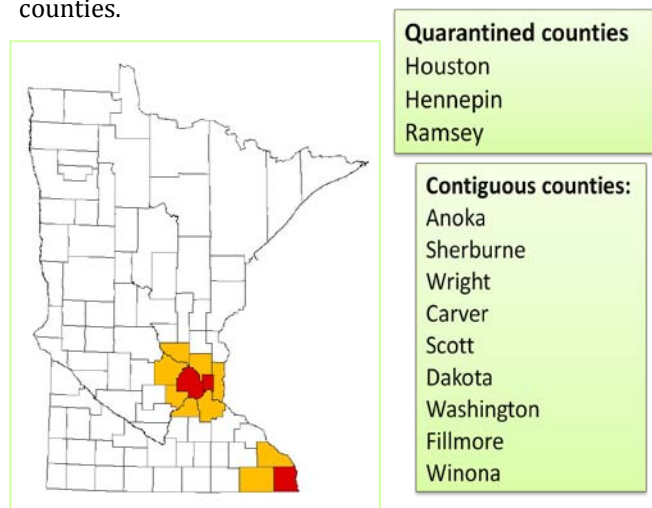 counties.
Quarantined counties
Houston
Hennepin
Ramsey
Contiguous counties:
Anoka
Sherburne
Wright
Carver
Scott
Dakota
Washington
Fillmore
Winona